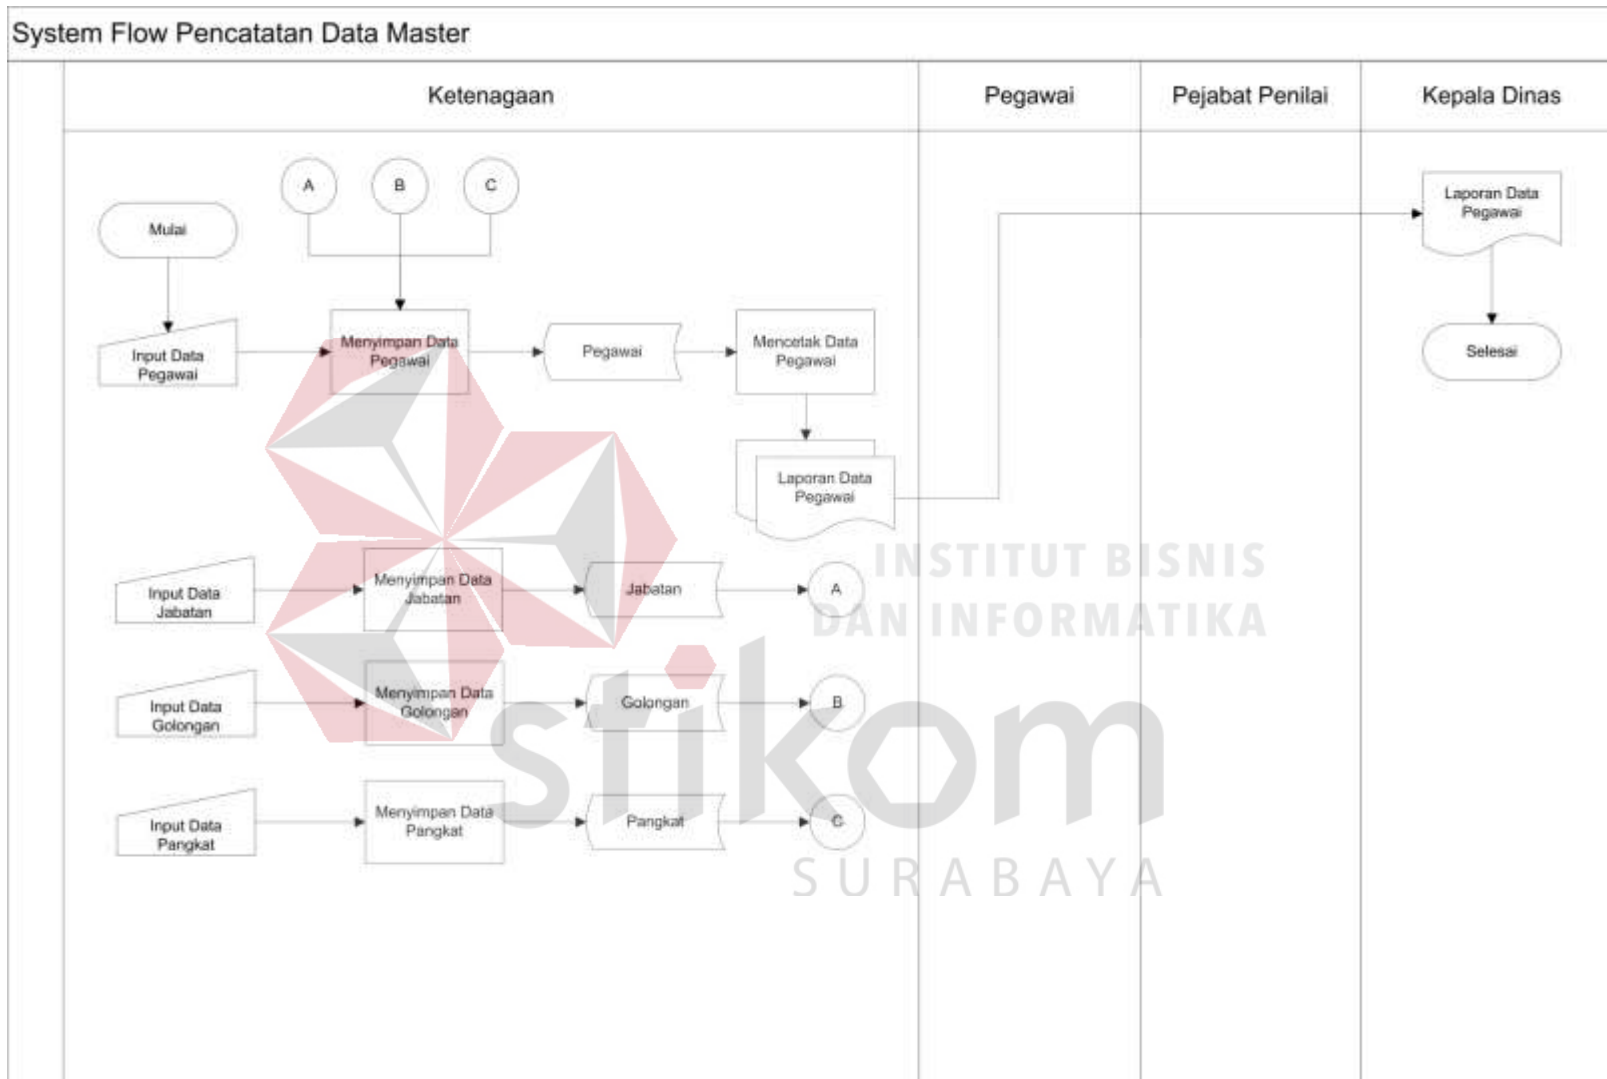 System Flow Pencatatan Data Master
Ketenagaan
Pegawai
Pejabat Penilai
Kepala Dinas
A
B
C
Mulai
Laporan Data
Pegawai
Input Data
Pegawai
Menyimpan Data
Pegawai
Pegawai
Mencetak Data
Pegawai
Selesai
Laporan Data
Pegawai
INSTITUT BISNIS
DAN INFORMATIKA
Input Data
Jabatan
Menyimpan Data
Jabatan
Jabatan
A
Input Data
Golongan
Menyimpan Data
Golongan
Golongan
B
stikom
Input Data
Pangkat
Menyimpan Data
Pangkat
Pangkat
C
SURABAYA